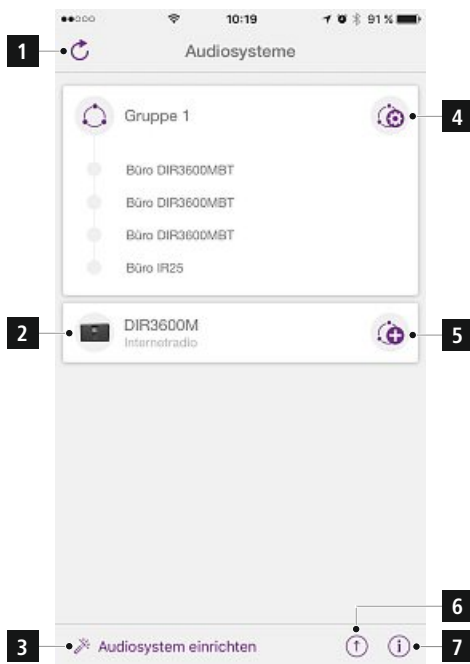 10:19
91 %
1
Audiosysteme
Gruppe 1
4
Büro DIR3600MBT
Büro DIR3600MBT
Büro DIR3600MBT
Büro IR25
2
DIR3600M
Internetradio
5
6
3
Audiosystem einrichten
7